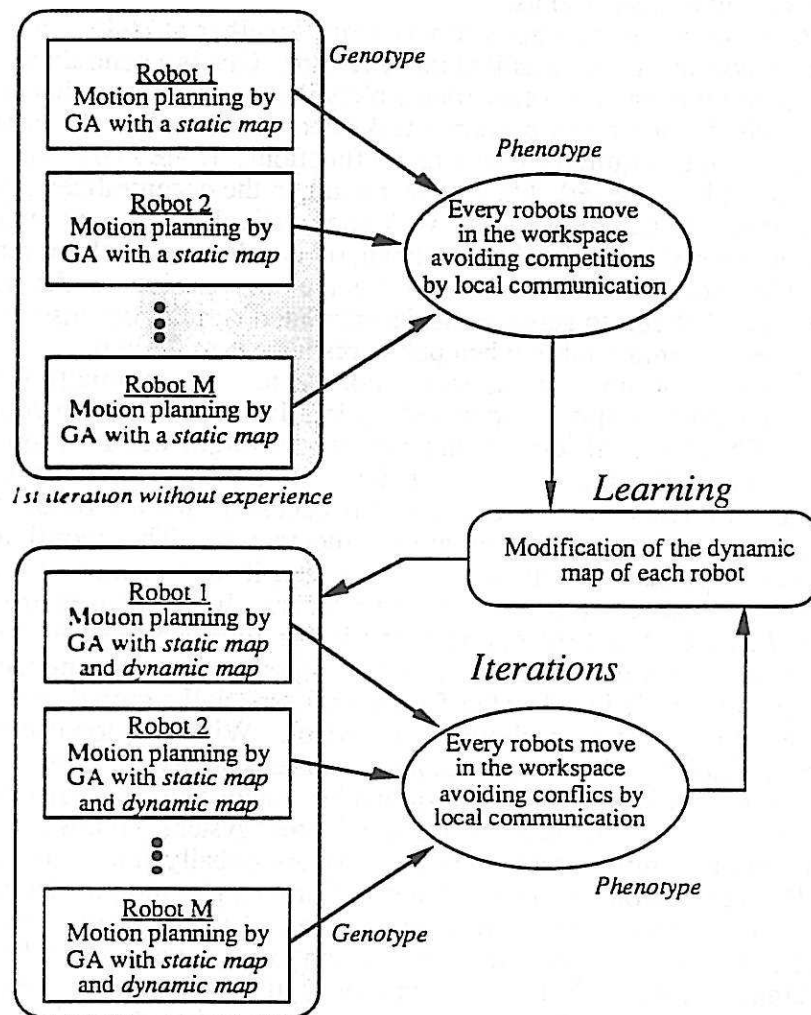 Genotype
Robot 1
Motion planning by
GA with a static map
Phenotype
Robot 2
Motion planning by
GA with a static map
Every robots move
in the workspace
avoiding competitions
by local communication
Robot M
Motion planning by
GA with a static map
1st iteration without experience
Learning
Modification of the dynamic
map of each robot
Robot 1
Motion planning by
GA with static map
and dynamic map
Iterations
Robot 2
Motion planning by
GA with static map
and dynamic map
Every robots move
in the workspace
avoiding conflics by
local communication
Phenotype
Robot M
Motion planning by
GA with static map
and dynamic map
Genotype